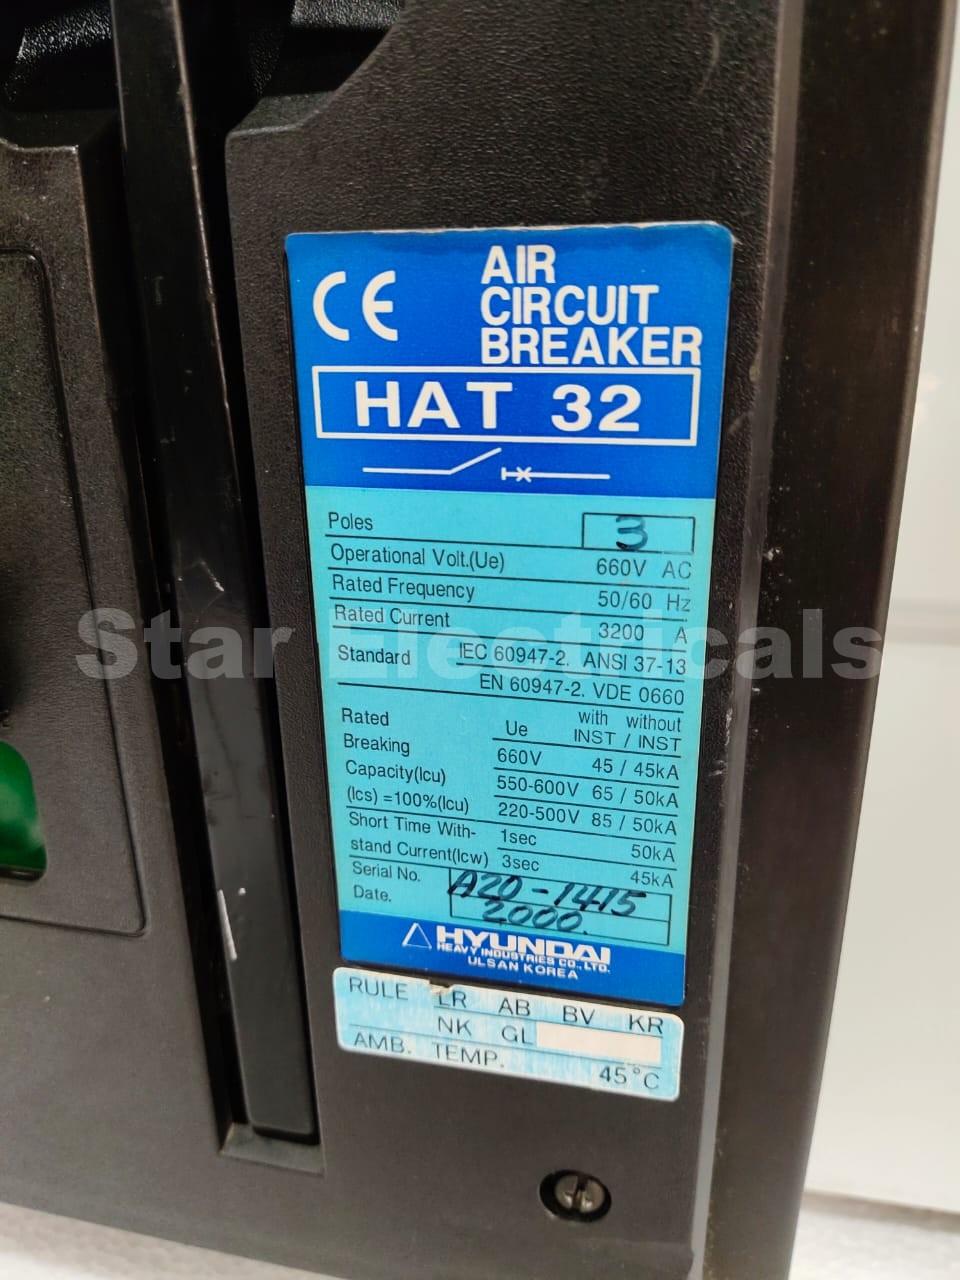 CE
AIR
CIRCUIT
BREAKER
HAT 32
Poles 3
Operational Volt.(Ue) 660V AC
Rated Frequency 50/60 Hz
Rated Current 3200 A
Standard IEC 60947-2. ANSI 37-13
EN 60947-2. VDE 0660
Rated Ue with without
Breaking INST / INST
Capacity(Icu) 660V 45 / 45kA
(Ics) =100%(Icu) 550-600V 65 / 50kA
220-500V 85 / 50kA
Short Time With- 1sec 50kA
stand Current(Icw) 3sec 45kA
Serial No. A20-1415
Date. 2000.
HYUNDAI
HEAVY INDUSTRIES CO., LTD.
ULSAN KOREA
RULE LR AB BV KR
NK GL
AMB. TEMP. 45°C
Star Electricals